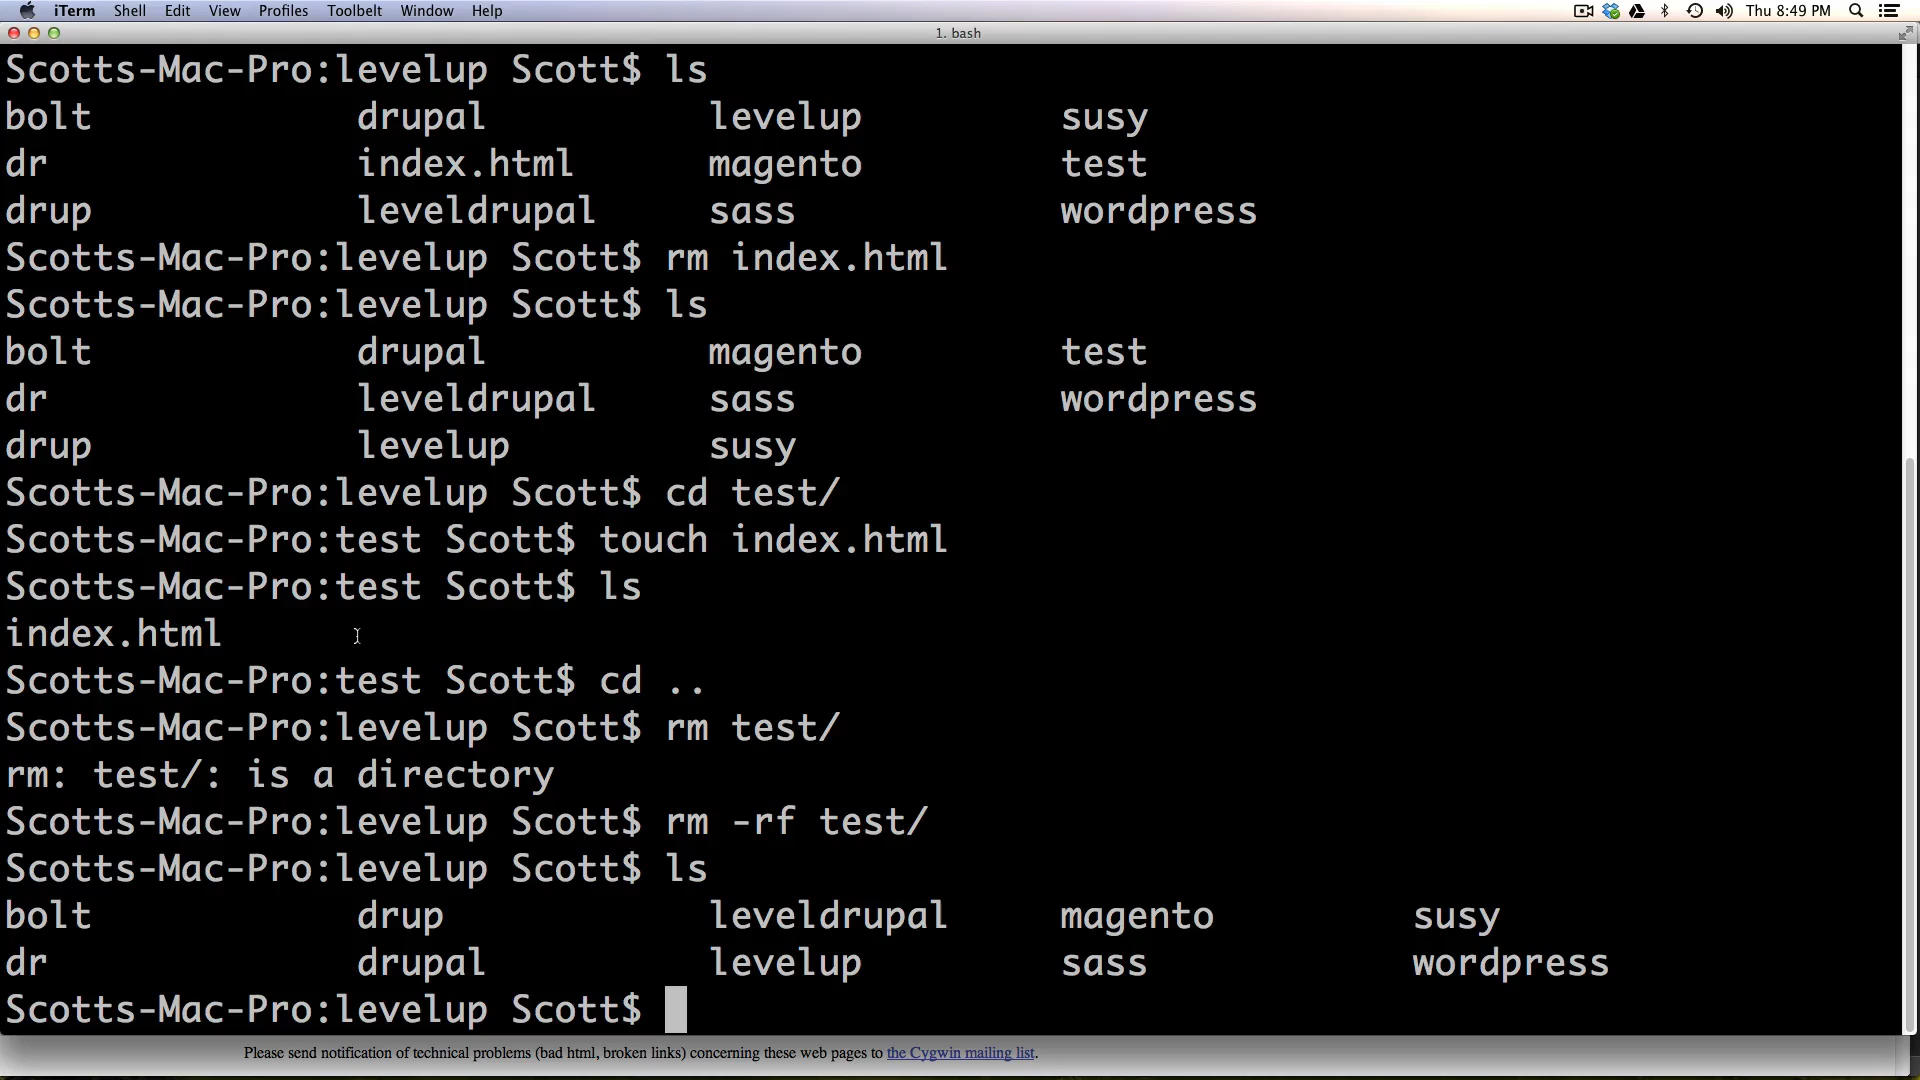 iTerm Shell Edit View Profiles Toolbelt Window Help Thu 8:49 PM
1. bash
Scotts-Mac-Pro:levelup Scott$ ls
bolt drupal levelup susy
dr index.html magento test
drup leveldrupal sass wordpress
Scotts-Mac-Pro:levelup Scott$ rm index.html
Scotts-Mac-Pro:levelup Scott$ ls
bolt drupal magento test
dr leveldrupal sass wordpress
drup levelup susy
Scotts-Mac-Pro:levelup Scott$ cd test/
Scotts-Mac-Pro:test Scott$ touch index.html
Scotts-Mac-Pro:test Scott$ ls
index.html
Scotts-Mac-Pro:test Scott$ cd ..
Scotts-Mac-Pro:levelup Scott$ rm test/
rm: test/: is a directory
Scotts-Mac-Pro:levelup Scott$ rm -rf test/
Scotts-Mac-Pro:levelup Scott$ ls
bolt drup leveldrupal magento susy
dr drupal levelup sass wordpress
Scotts-Mac-Pro:levelup Scott$
Please send notification of technical problems (bad html, broken links) concerning these web pages to the Cygwin mailing list.